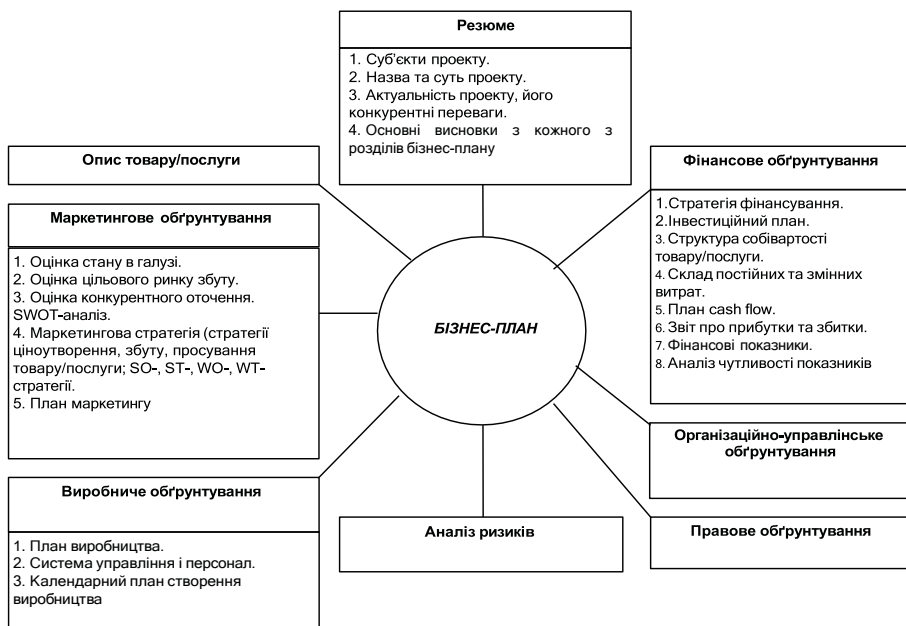 Резюме
1. Суб’єкти проекту.
2. Назва та суть проекту.
3. Актуальність проекту, його
конкурентні переваги.
4. Основні висновки з кожного з
розділів бізнес-плану
Опис товару/послуги
Маркетингове обґрунтування
1. Оцінка стану в галузі.
2. Оцінка цільового ринку збуту.
3. Оцінка конкурентного оточення.
SWOT-аналіз.
4. Маркетингова стратегія (стратегії
ціноутворення, збуту, просування
товару/послуги; SO-, ST-, WO-, WT-
стратегії.
5. План маркетингу
Виробниче обґрунтування
1. План виробництва.
2. Система управління і персонал.
3. Календарний план створення
виробництва
БІЗНЕС-ПЛАН
Аналіз ризиків
Фінансове обґрунтування
1.Стратегія фінансування.
2.Інвестиційний план.
3. Структура собівартості
товару/послуги.
4. Склад постійних та змінних
витрат.
5. План cash flow.
6. Звіт про прибутки та збитки.
7. Фінансові показники.
8. Аналіз чутливості показників
Організаційно-управлінське
обґрунтування
Правове обґрунтування